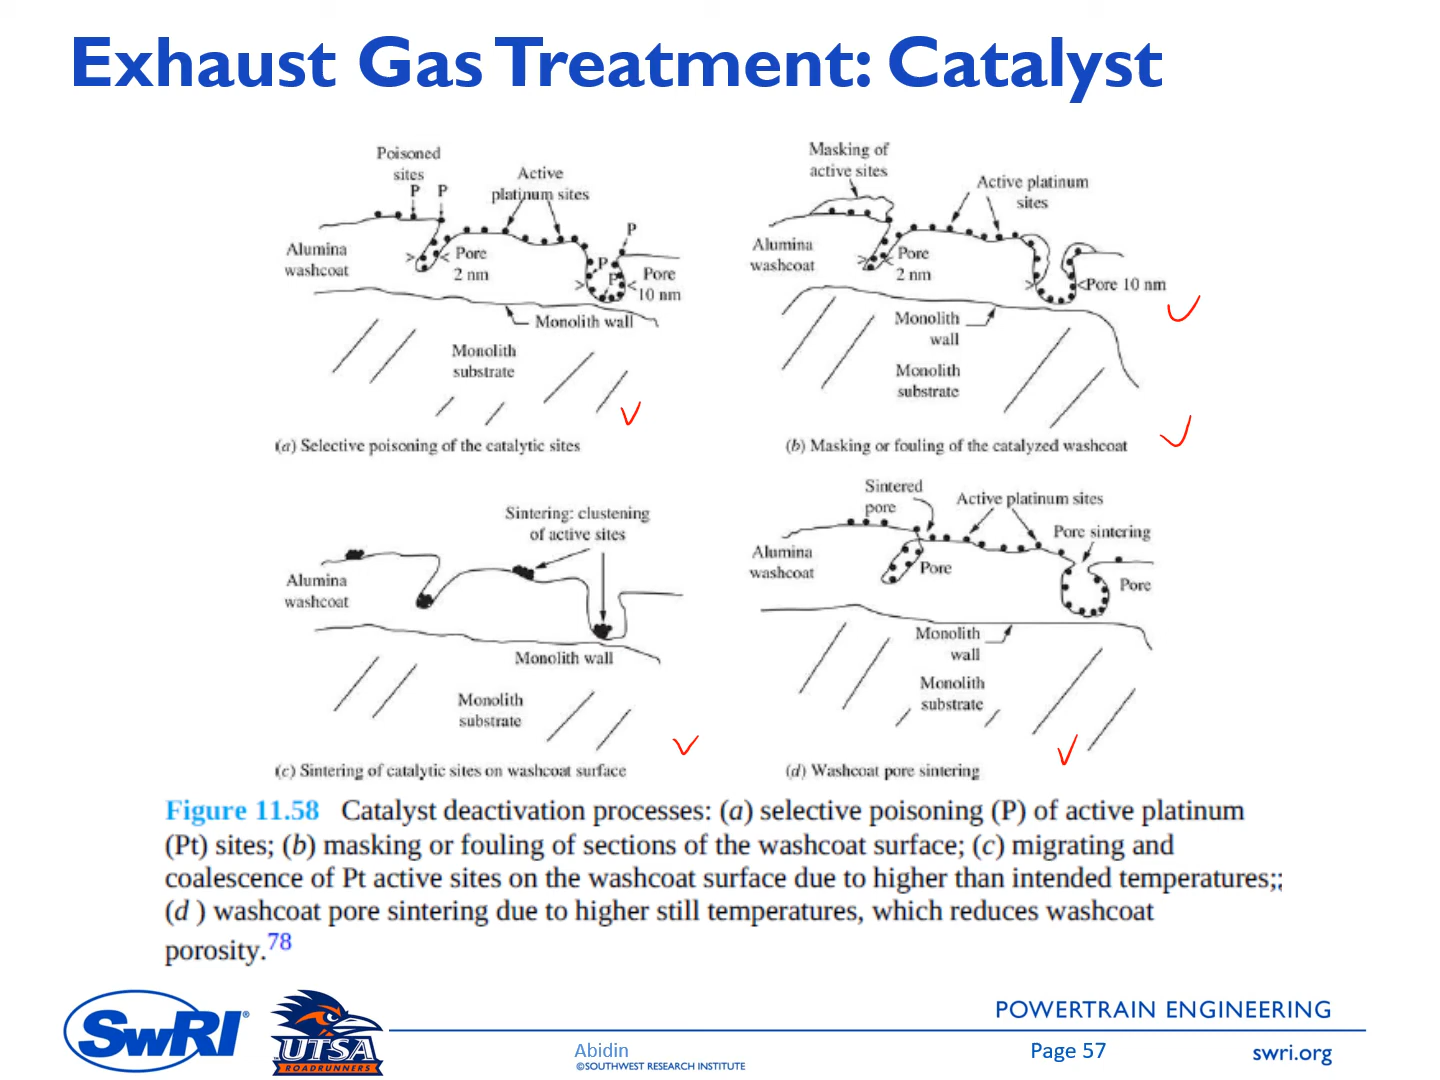 Exhaust Gas Treatment: Catalyst
Poisoned
sites
P P
Active
platinum sites
P
Alumina
washcoat
Pore
2 nm
P
P
Pore
10 nm
Monolith wall
Monolith
substrate
(a) Selective poisoning of the catalytic sites
Masking of
active sites
Active platinum
sites
Alumina
washcoat
Pore
2 nm
Pore 10 nm
Monolith
wall
Monolith
substrate
(b) Masking or fouling of the catalyzed washcoat
Sintering: clustening
of active sites
Alumina
washcoat
Monolith wall
Monolith
substrate
(c) Sintering of catalytic sites on washcoat surface
Sintered
pore
Active platinum sites
Pore sintering
Alumina
washcoat
Pore
Pore
Monolith
wall
Monolith
substrate
(d) Washcoat pore sintering
Figure 11.58 Catalyst deactivation processes: (a) selective poisoning (P) of active platinum
(Pt) sites; (b) masking or fouling of sections of the washcoat surface; (c) migrating and
coalescence of Pt active sites on the washcoat surface due to higher than intended temperatures;;
(d ) washcoat pore sintering due to higher still temperatures, which reduces washcoat
porosity.78
SwRI®
UTSA
ROADRUNNERS
Abidin
©SOUTHWEST RESEARCH INSTITUTE
POWERTRAIN ENGINEERING
Page 57
swri.org